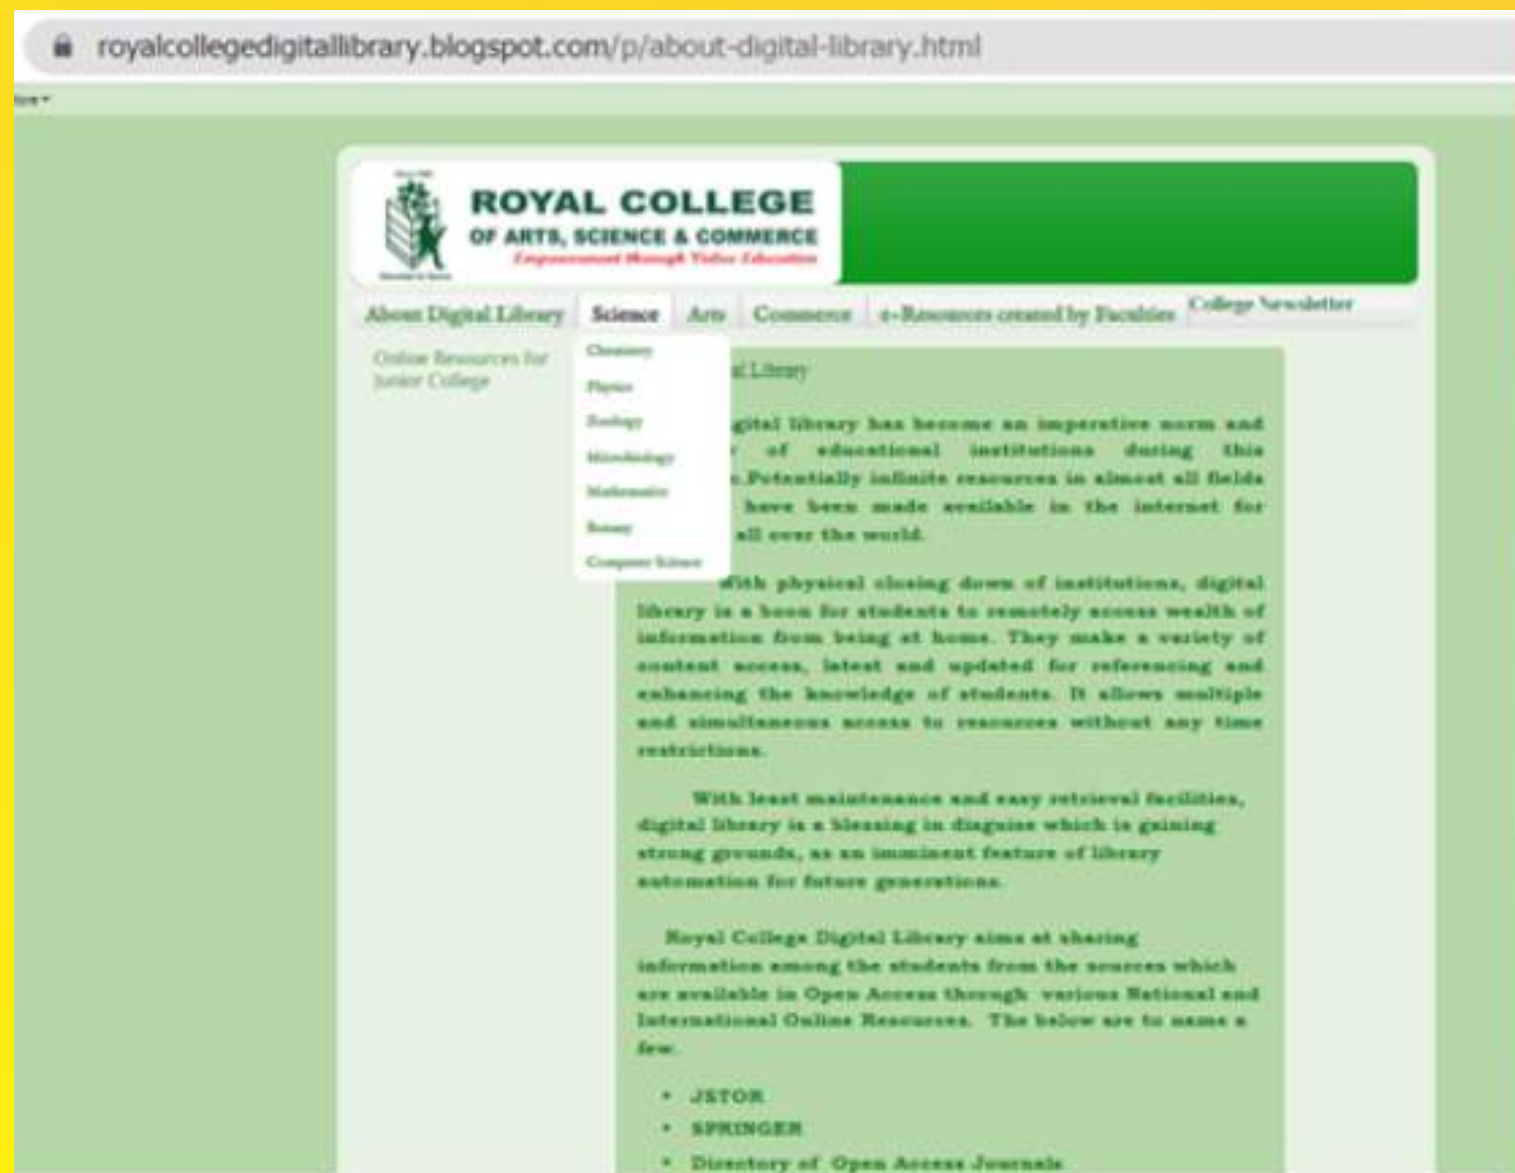 royalcollegedigitallibrary.blogspot.com/p/about-digital-library.html
ROYAL COLLEGE
OF ARTS, SCIENCE & COMMERCE
Empowerment through Value Education
About Digital Library Science Arts Commerce e-Resources created by Faculties College Newsletter
Online Resources for
Junior College
Chemistry
Physics
Zoology
Microbiology
Mathematics
Botany
Computer Science
al Library
gital library has become an imperative norm and
of educational institutions during this
.Potentially infinite resources in almost all fields
have been made available in the internet for
all over the world.
With physical closing down of institutions, digital
library is a boon for students to remotely access wealth of
information from being at home. They make a variety of
content access, latest and updated for referencing and
enhancing the knowledge of students. It allows multiple
and simultaneous access to resources without any time
restrictions.
With least maintenance and easy retrieval facilities,
digital library is a blessing in disguise which is gaining
strong grounds, as an imminent feature of library
automation for future generations.
Royal College Digital Library aims at sharing
information among the students from the sources which
are available in Open Access through various National and
International Online Resources. The below are to name a
few.
• JSTOR
• SPRINGER
• Directory of Open Access Journals